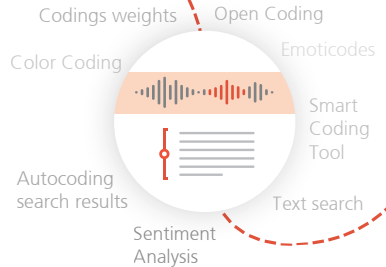 Codings weights
Open Coding
Emoticodes
Color Coding
Smart
Coding
Tool
Autocoding
search results
Text search
Sentiment
Analysis